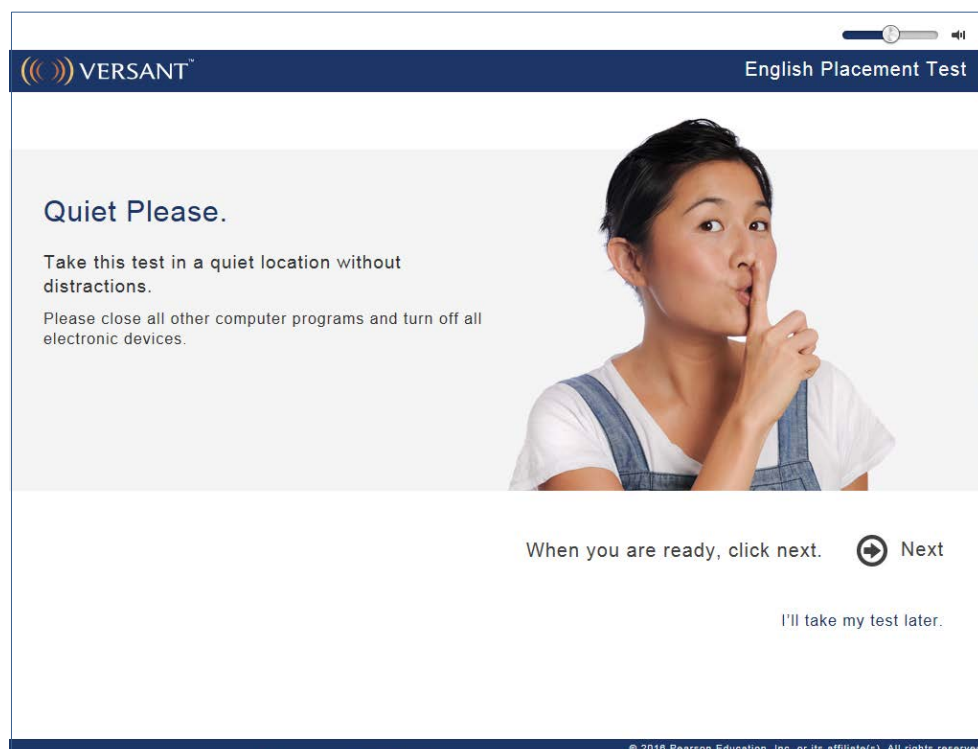 VERSANT™
English Placement Test
Quiet Please.
Take this test in a quiet location without
distractions.
Please close all other computer programs and turn off all
electronic devices.
When you are ready, click next.
Next
I'll take my test later.
© 2016 Pearson Education, Inc. or its affiliate(s). All rights reserve